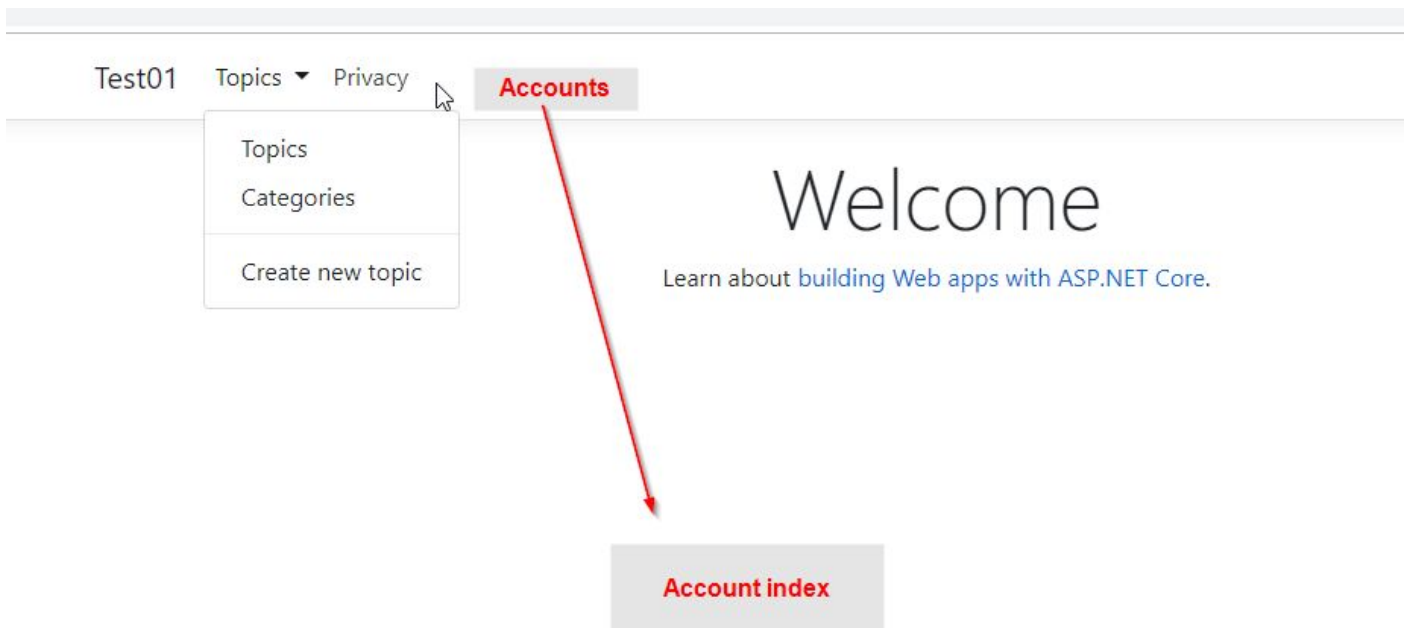 Test01 Topics Privacy Accounts
Topics
Categories
Create new topic
Welcome
Learn about building Web apps with ASP.NET Core.
Account index